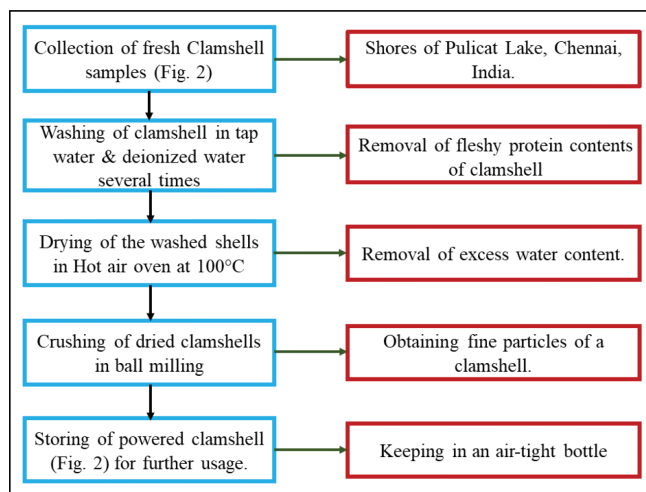 Collection of fresh Clamshell
samples (Fig. 2)
Shores of Pulicat Lake, Chennai,
India.
Washing of clamshell in tap
water & deionized water
several times
Removal of fleshy protein contents
of clamshell
Drying of the washed shells
in Hot air oven at 100°C
Removal of excess water content.
Crushing of dried clamshells
in ball milling
Obtaining fine particles of a
clamshell.
Storing of powered clamshell
(Fig. 2) for further usage.
Keeping in an air-tight bottle